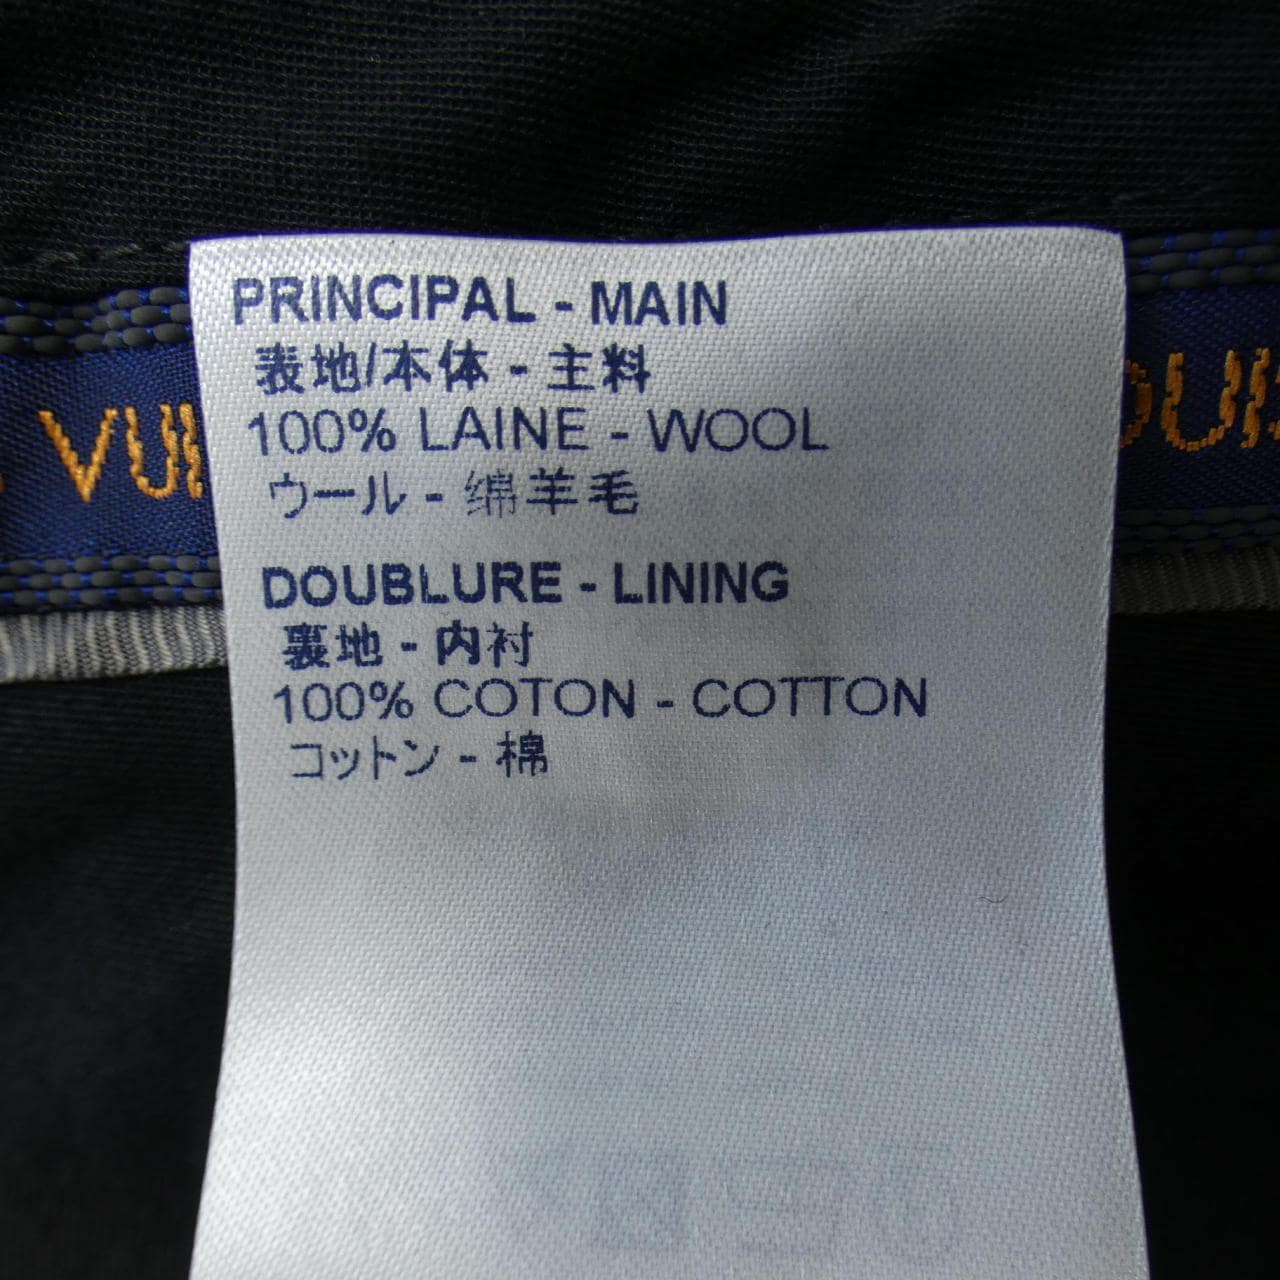 PRINCIPAL - MAIN
表地/本体 - 主料
100% LAINE - WOOL
ウール - 绵羊毛
DOUBLURE - LINING
裏地 - 内衬
100% COTON - COTTON
コットン - 棉